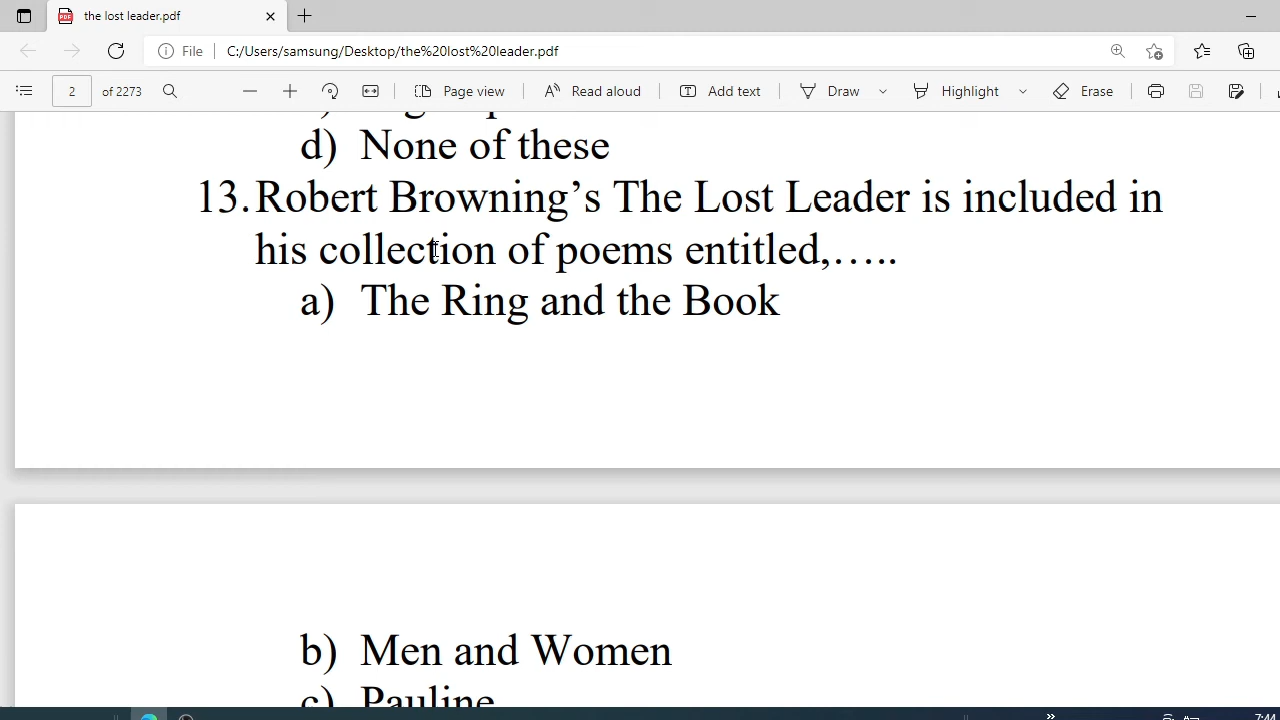 the lost leader.pdf
File
C:/Users/samsung/Desktop/the%20lost%20leader.pdf
2 of 2273
Page view
Read aloud
Add text
Draw
Highlight
Erase
d) None of these
13. Robert Browning’s The Lost Leader is included in
his collection of poems entitled,…..
a) The Ring and the Book
b) Men and Women
c) Pauline